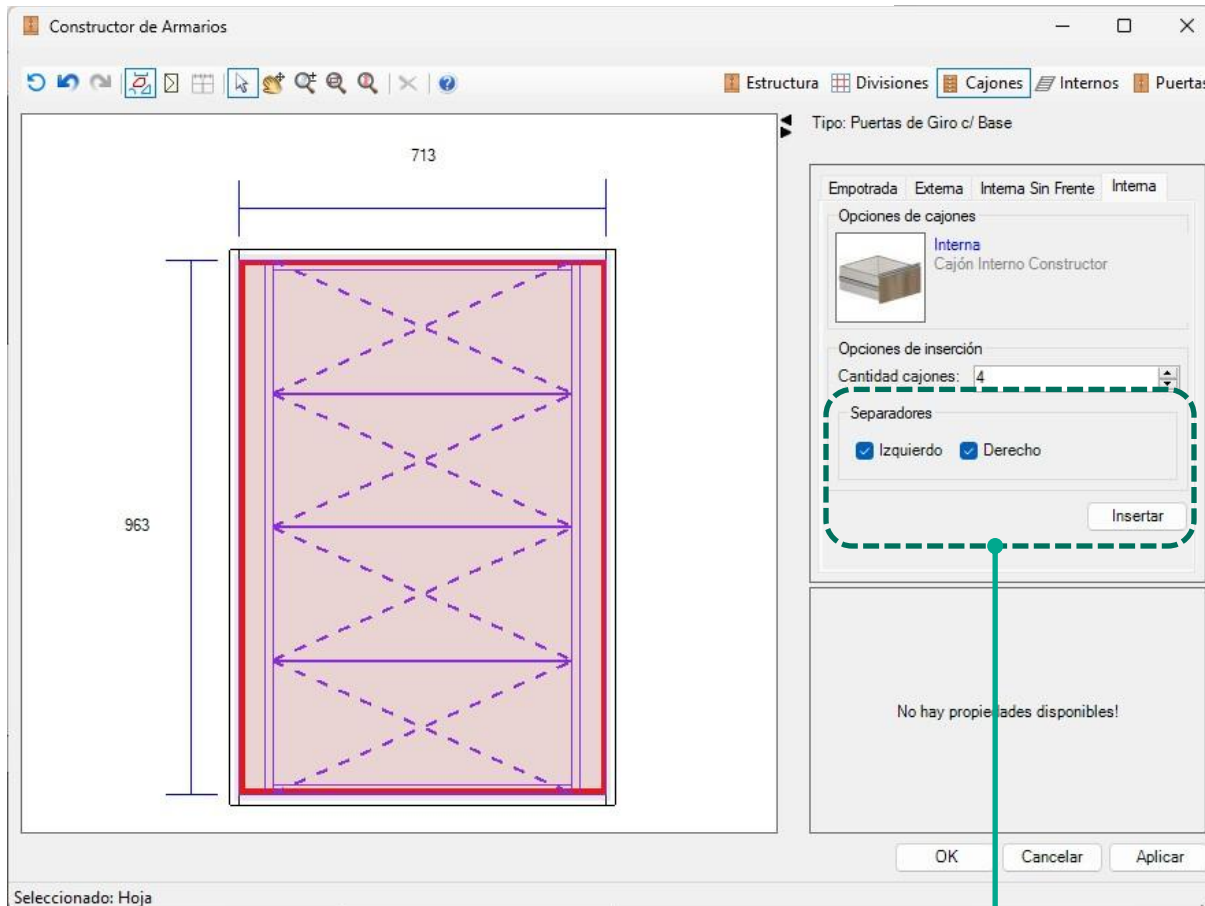 Constructor de Armarios
Estructura Divisiones Cajones Internos Puertas
Tipo: Puertas de Giro c/ Base
713
963
Empotrada Externa Interna Sin Frente Interna
Opciones de cajones
Interna
Cajón Interno Constructor
Opciones de inserción
Cantidad cajones: 4
Separadores
Izquierdo Derecho
Insertar
No hay propiedades disponibles!
OK Cancelar Aplicar
Seleccionado: Hoja